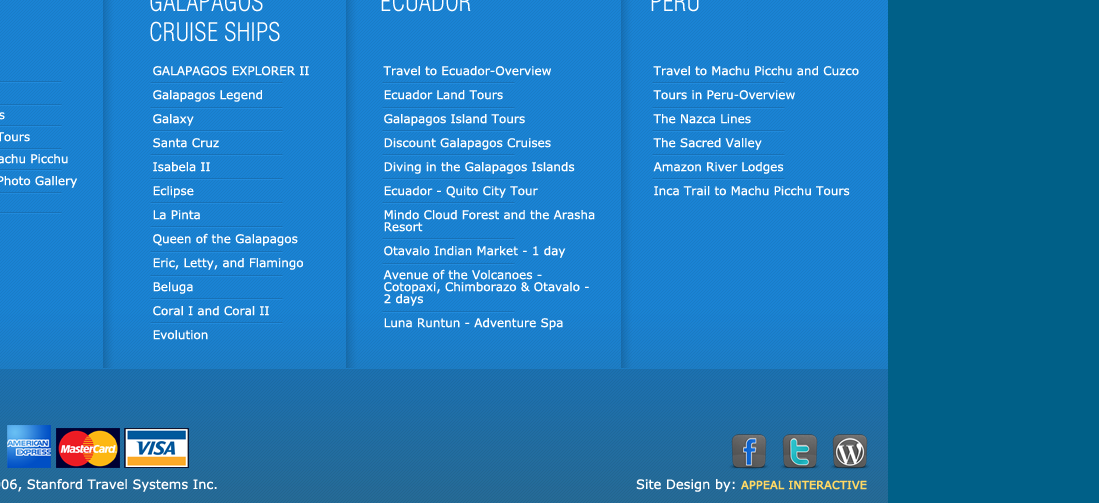 GALAPAGOS
CRUISE SHIPS
GALAPAGOS EXPLORER II
Galapagos Legend
Galaxy
Santa Cruz
Isabela II
Eclipse
La Pinta
Queen of the Galapagos
Eric, Letty, and Flamingo
Beluga
Coral I and Coral II
Evolution
ECUADOR
Travel to Ecuador-Overview
Ecuador Land Tours
Galapagos Island Tours
Discount Galapagos Cruises
Diving in the Galapagos Islands
Ecuador - Quito City Tour
Mindo Cloud Forest and the Arasha
Resort
Otavalo Indian Market - 1 day
Avenue of the Volcanoes -
Cotopaxi, Chimborazo & Otavalo -
2 days
Luna Runtun - Adventure Spa
PERU
Travel to Machu Picchu and Cuzco
Tours in Peru-Overview
The Nazca Lines
The Sacred Valley
Amazon River Lodges
Inca Trail to Machu Picchu Tours
s
Tours
achu Picchu
Photo Gallery
AMERICAN
EXPRESS
MasterCard
VISA
06, Stanford Travel Systems Inc.
Site Design by: APPEAL INTERACTIVE